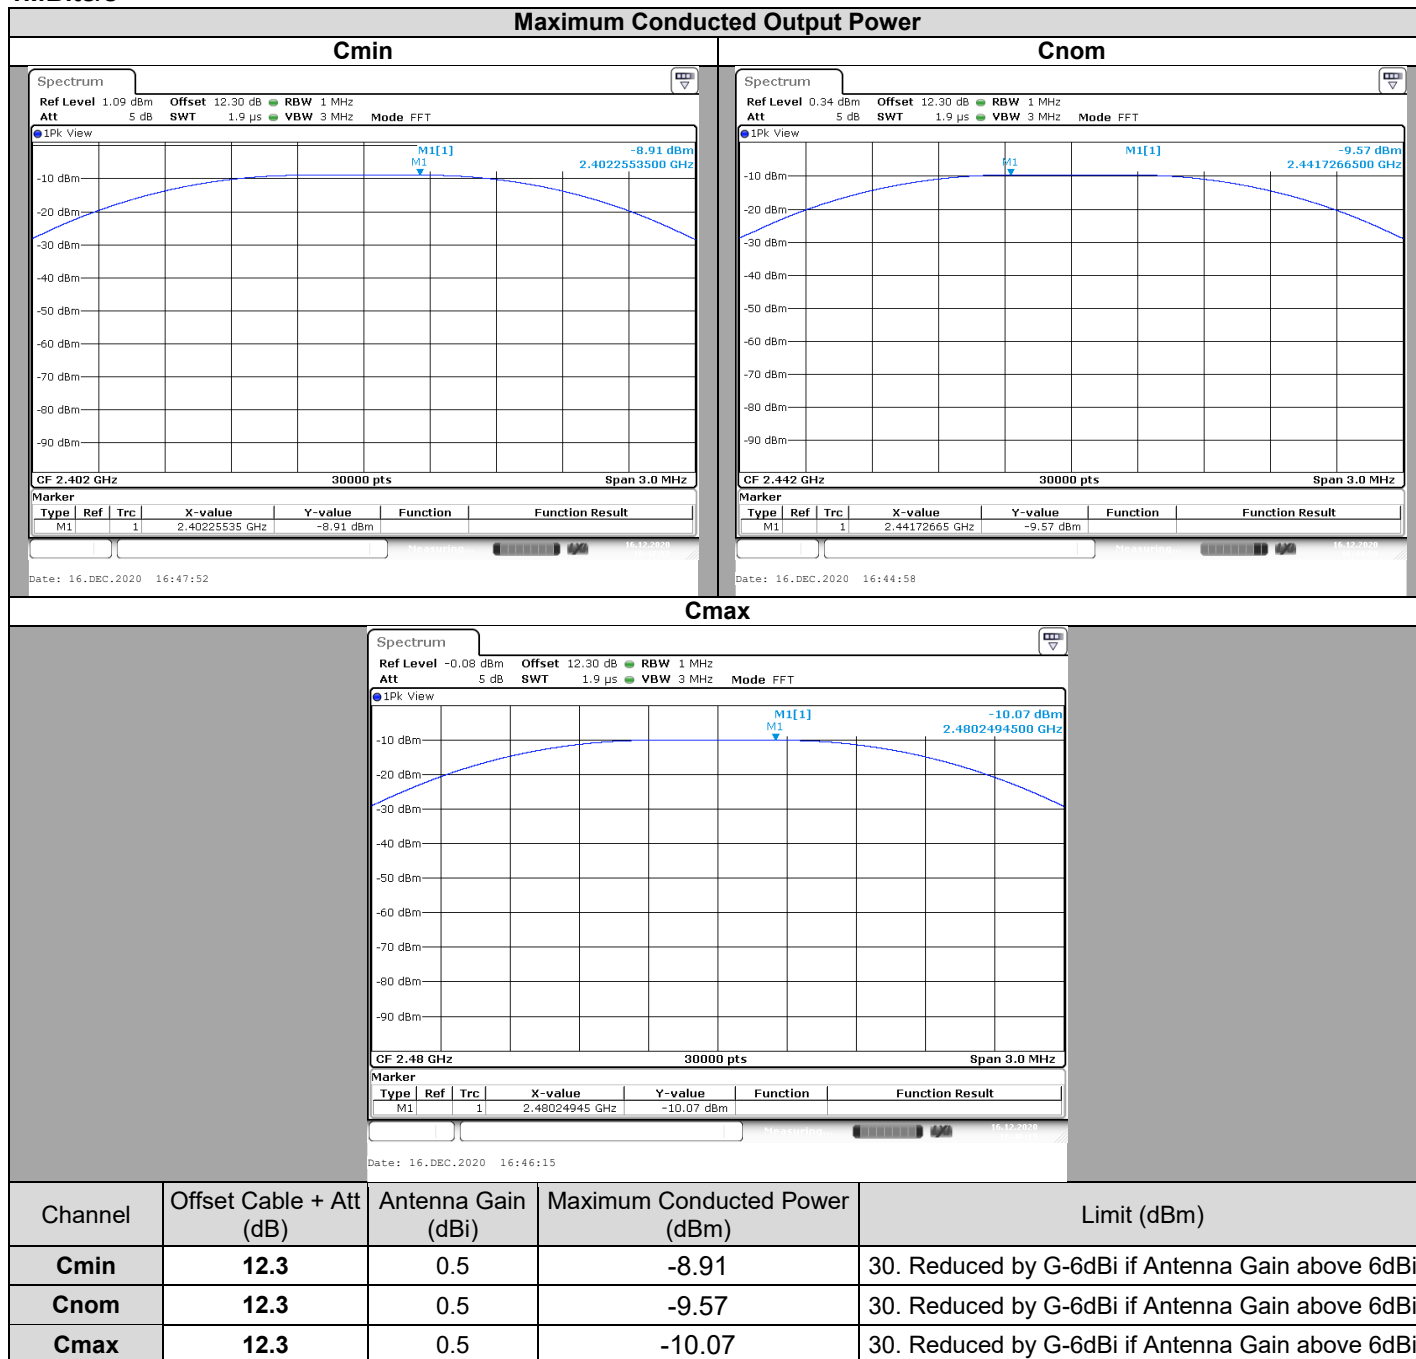 Maximum Conducted Output Power
Cmin
Cnom
Spectrum
Ref Level 1.09 dBm Offset 12.30 dB RBW 1 MHz
Att 5 dB SWT 1.9 µs VBW 3 MHz Mode FFT
1Pk View
M1[1] -8.91 dBm
M1 2.4022553500 GHz
-10 dBm
-20 dBm
-30 dBm
-40 dBm
-50 dBm
-60 dBm
-70 dBm
-80 dBm
-90 dBm
CF 2.402 GHz 30000 pts Span 3.0 MHz
Marker
Type Ref Trc X-value Y-value Function Function Result
M1 1 2.40225535 GHz -8.91 dBm
Measuring... 16.12.2020
Date: 16.DEC.2020 16:47:52
Spectrum
Ref Level 0.34 dBm Offset 12.30 dB RBW 1 MHz
Att 5 dB SWT 1.9 µs VBW 3 MHz Mode FFT
1Pk View
M1[1] -9.57 dBm
M1 2.4417266500 GHz
-10 dBm
-20 dBm
-30 dBm
-40 dBm
-50 dBm
-60 dBm
-70 dBm
-80 dBm
-90 dBm
CF 2.442 GHz 30000 pts Span 3.0 MHz
Marker
Type Ref Trc X-value Y-value Function Function Result
M1 1 2.44172665 GHz -9.57 dBm
Measuring... 16.12.2020
Date: 16.DEC.2020 16:44:58
Cmax
Spectrum
Ref Level -0.08 dBm Offset 12.30 dB RBW 1 MHz
Att 5 dB SWT 1.9 µs VBW 3 MHz Mode FFT
1Pk View
M1[1] -10.07 dBm
M1 2.4802494500 GHz
-10 dBm
-20 dBm
-30 dBm
-40 dBm
-50 dBm
-60 dBm
-70 dBm
-80 dBm
-90 dBm
CF 2.48 GHz 30000 pts Span 3.0 MHz
Marker
Type Ref Trc X-value Y-value Function Function Result
M1 1 2.48024945 GHz -10.07 dBm
Measuring... 16.12.2020
Date: 16.DEC.2020 16:46:15
Channel Offset Cable + Att (dB) Antenna Gain (dBi) Maximum Conducted Power (dBm) Limit (dBm)
Cmin 12.3 0.5 -8.91 30. Reduced by G-6dBi if Antenna Gain above 6dBi
Cnom 12.3 0.5 -9.57 30. Reduced by G-6dBi if Antenna Gain above 6dBi
Cmax 12.3 0.5 -10.07 30. Reduced by G-6dBi if Antenna Gain above 6dBi